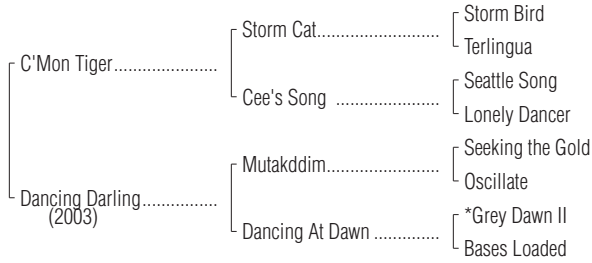 Storm Bird
Storm Cat....................................
Terlingua
C'Mon Tiger.....................
Seattle Song
Cee's Song ..............................
Lonely Dancer
Seeking the Gold
Mutakddim.................................
Oscillate
Dancing Darling...............
(2003)
*Grey Dawn II
Dancing At Dawn ...................
Bases Loaded